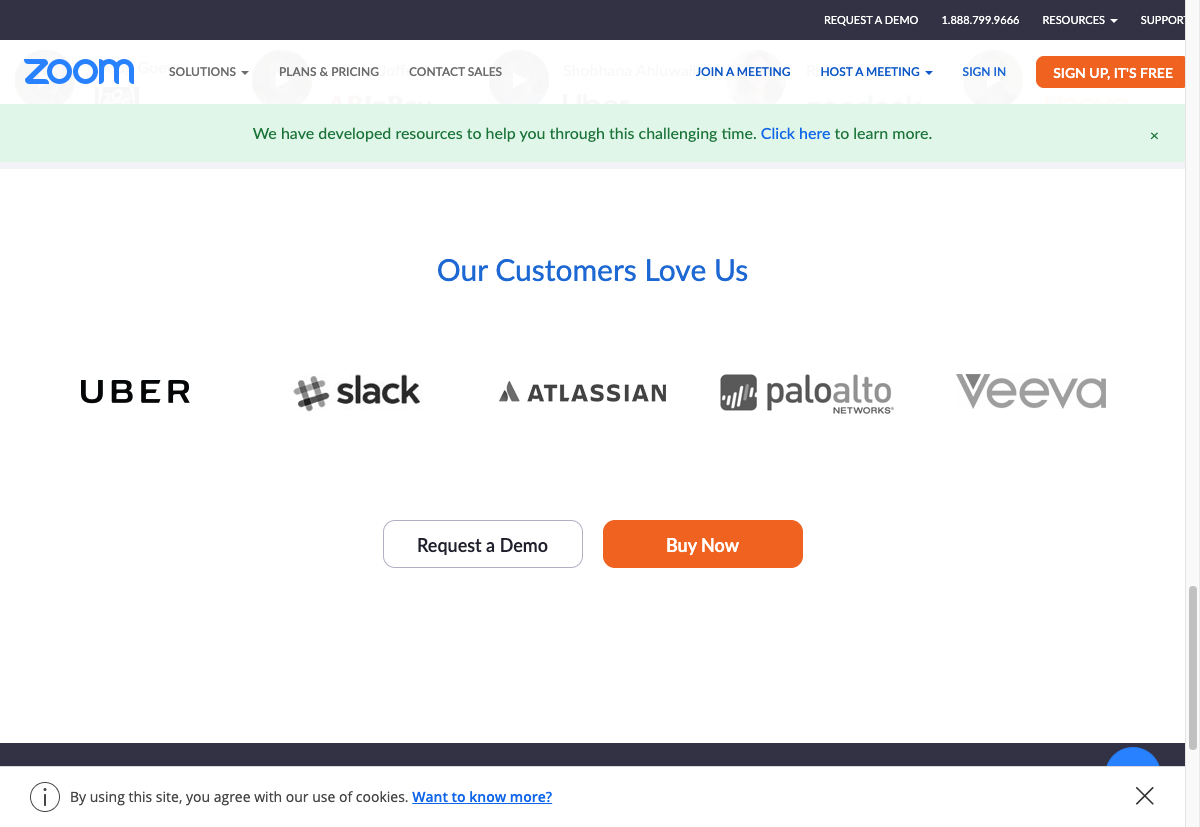 REQUEST A DEMO 1.888.799.9666 RESOURCES SUPPORT
zoom SOLUTIONS PLANS & PRICING CONTACT SALES JOIN A MEETING HOST A MEETING SIGN IN SIGN UP, IT'S FREE
We have developed resources to help you through this challenging time. Click here to learn more. ×
Our Customers Love Us
UBER slack ATLASSIAN paloalto NETWORKS® Veeva
Request a Demo Buy Now
By using this site, you agree with our use of cookies. Want to know more?